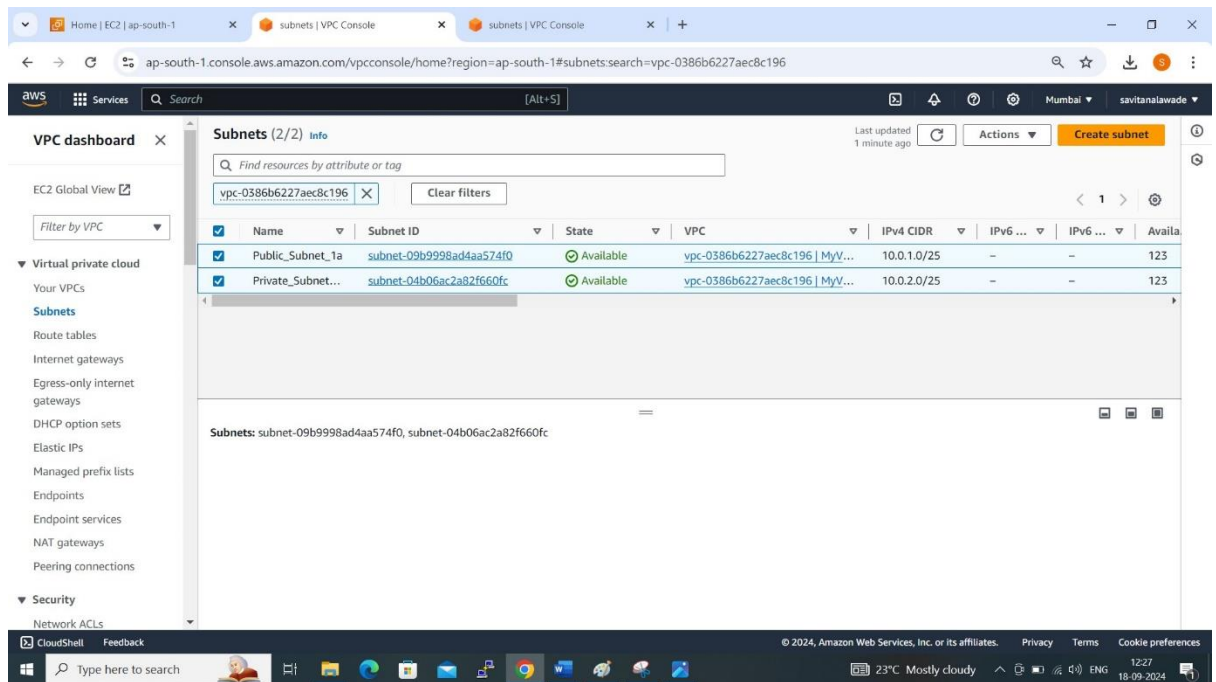 Home | EC2 | ap-south-1
subnets | VPC Console
subnets | VPC Console
ap-south-1.console.aws.amazon.com/vpcconsole/home?region=ap-south-1#subnets:search=vpc-0386b6227aec8c196
S
aws Services Search [Alt+S] Mumbai savitanalawade
VPC dashboard
EC2 Global View
Filter by VPC
Virtual private cloud
Your VPCs
Subnets
Route tables
Internet gateways
Egress-only internet
gateways
DHCP option sets
Elastic IPs
Managed prefix lists
Endpoints
Endpoint services
NAT gateways
Peering connections
Security
Network ACLs
Subnets (2/2) Info
Last updated
1 minute ago
Actions
Create subnet
Find resources by attribute or tag
vpc-0386b6227aec8c196
Clear filters
1
Name Subnet ID State VPC IPv4 CIDR IPv6 ... IPv6 ... Availa
Public_Subnet_1a subnet-09b9998ad4aa574f0 Available vpc-0386b6227aec8c196 | MyV... 10.0.1.0/25 – – 123
Private_Subnet... subnet-04b06ac2a82f660fc Available vpc-0386b6227aec8c196 | MyV... 10.0.2.0/25 – – 123
Subnets: subnet-09b9998ad4aa574f0, subnet-04b06ac2a82f660fc
CloudShell Feedback © 2024, Amazon Web Services, Inc. or its affiliates. Privacy Terms Cookie preferences
Type here to search
23°C Mostly cloudy
ENG
12:27
18-09-2024